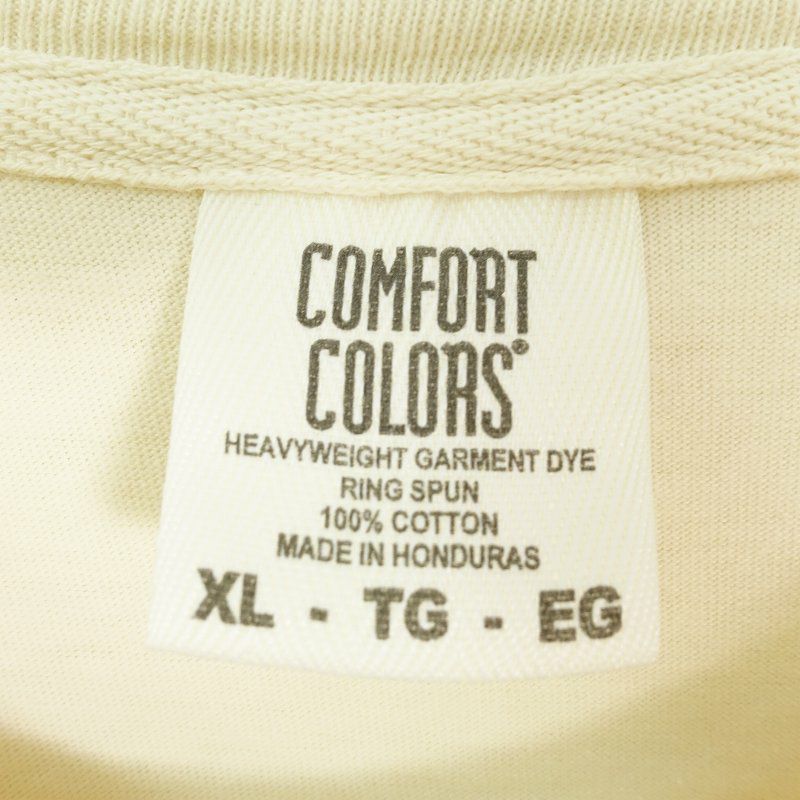 COMFORT
COLORS®
HEAVYWEIGHT GARMENT DYE
RING SPUN
100% COTTON
MADE IN HONDURAS
XL - TG - EG